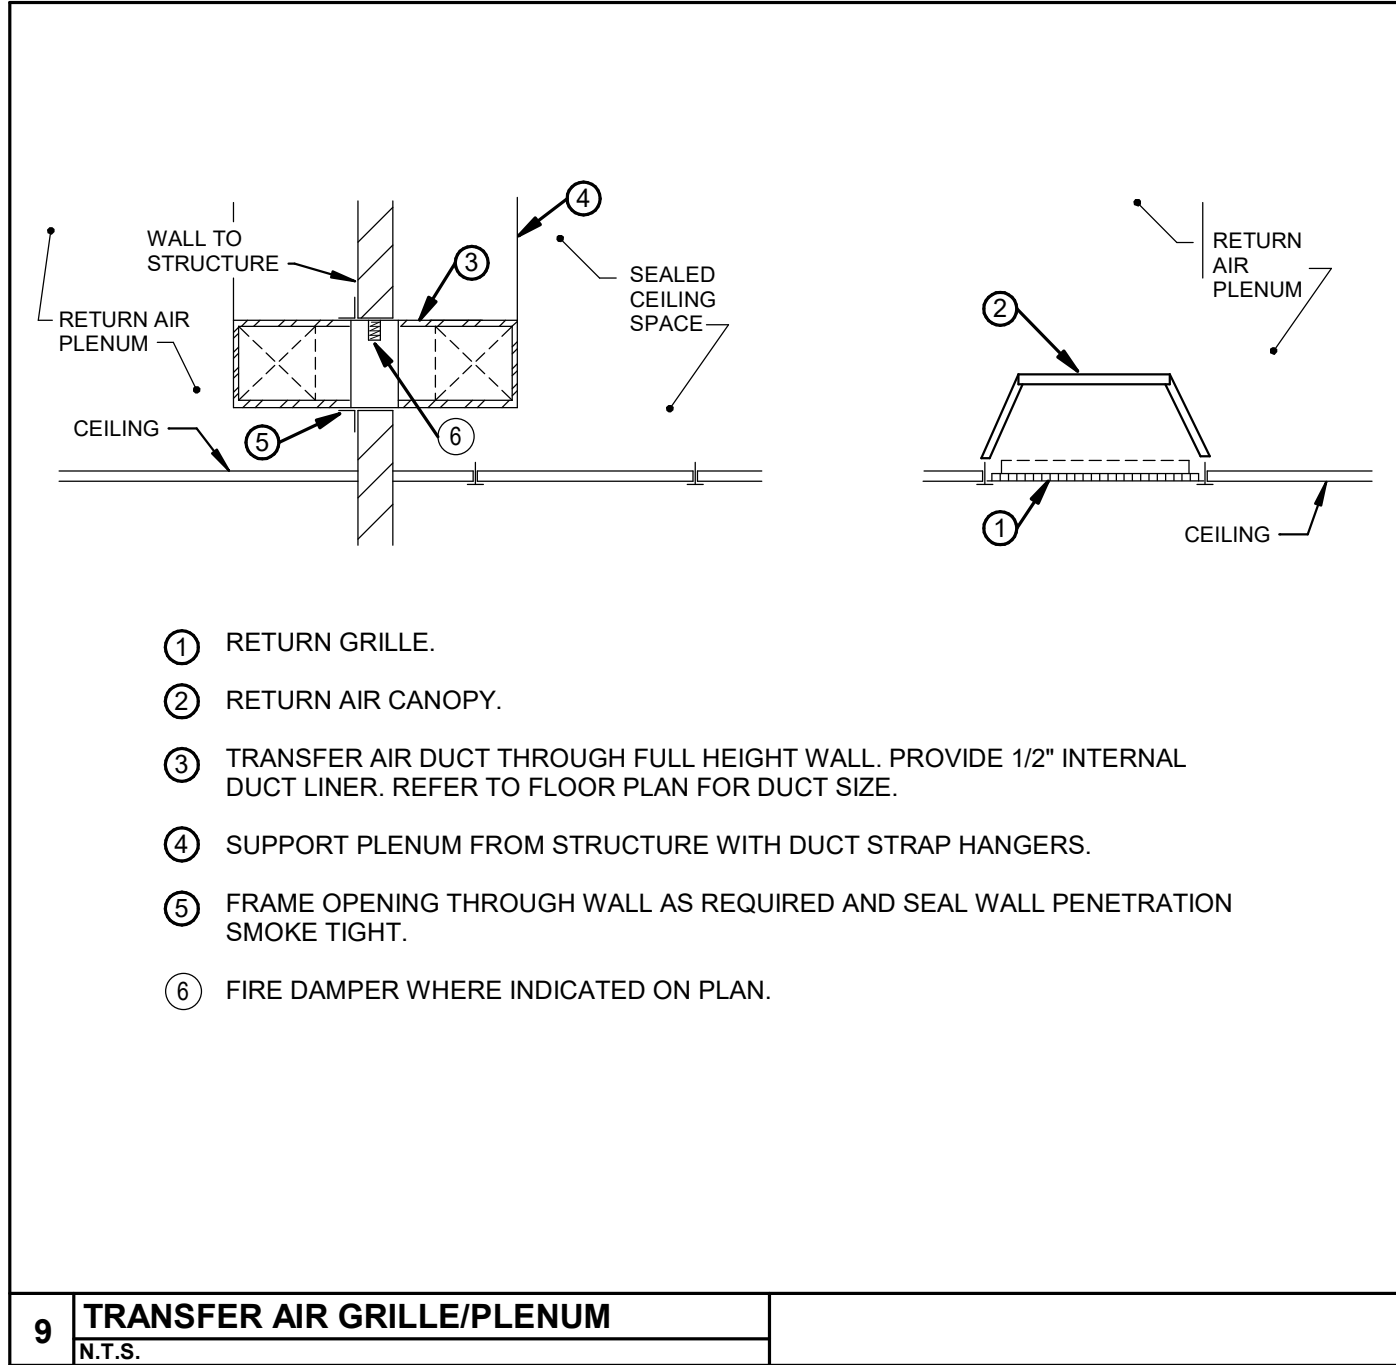 4
WALL TO
STRUCTURE
3
SEALED
CEILING
SPACE
RETURN AIR
PLENUM
CEILING
5
6
RETURN
AIR
PLENUM
2
1
CEILING
1 RETURN GRILLE.
2 RETURN AIR CANOPY.
3 TRANSFER AIR DUCT THROUGH FULL HEIGHT WALL. PROVIDE 1/2" INTERNAL
DUCT LINER. REFER TO FLOOR PLAN FOR DUCT SIZE.
4 SUPPORT PLENUM FROM STRUCTURE WITH DUCT STRAP HANGERS.
5 FRAME OPENING THROUGH WALL AS REQUIRED AND SEAL WALL PENETRATION
SMOKE TIGHT.
6 FIRE DAMPER WHERE INDICATED ON PLAN.
9 TRANSFER AIR GRILLE/PLENUM
N.T.S.